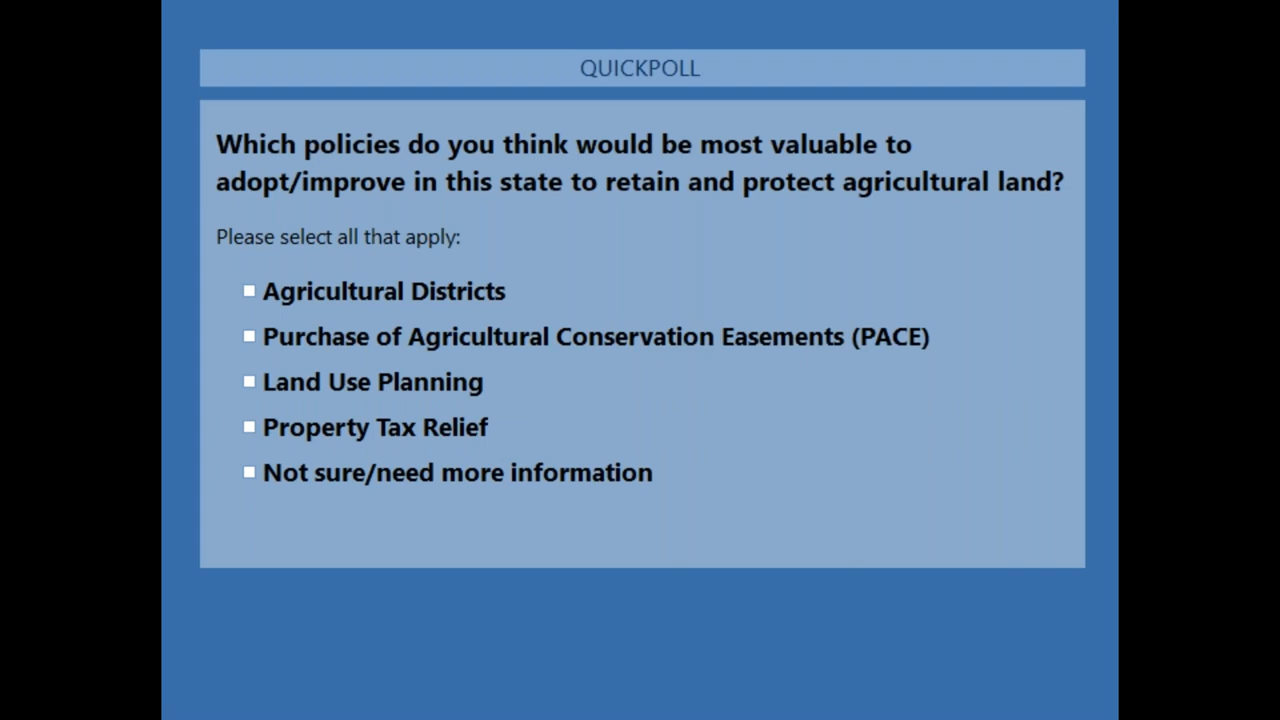 QUICKPOLL
Which policies do you think would be most valuable to
adopt/improve in this state to retain and protect agricultural land?
Please select all that apply:
Agricultural Districts
Purchase of Agricultural Conservation Easements (PACE)
Land Use Planning
Property Tax Relief
Not sure/need more information